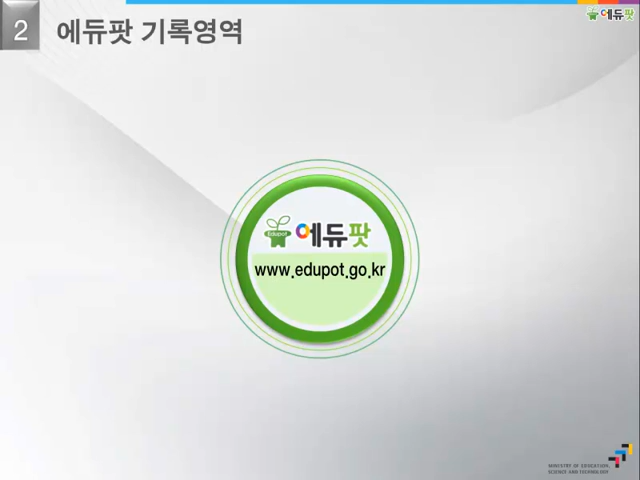 2 에듀팟 기록영역
에듀팟
Edupot 에듀팟
www.edupot.go.kr
MINISTRY OF EDUCATION,
SCIENCE AND TECHNOLOGY